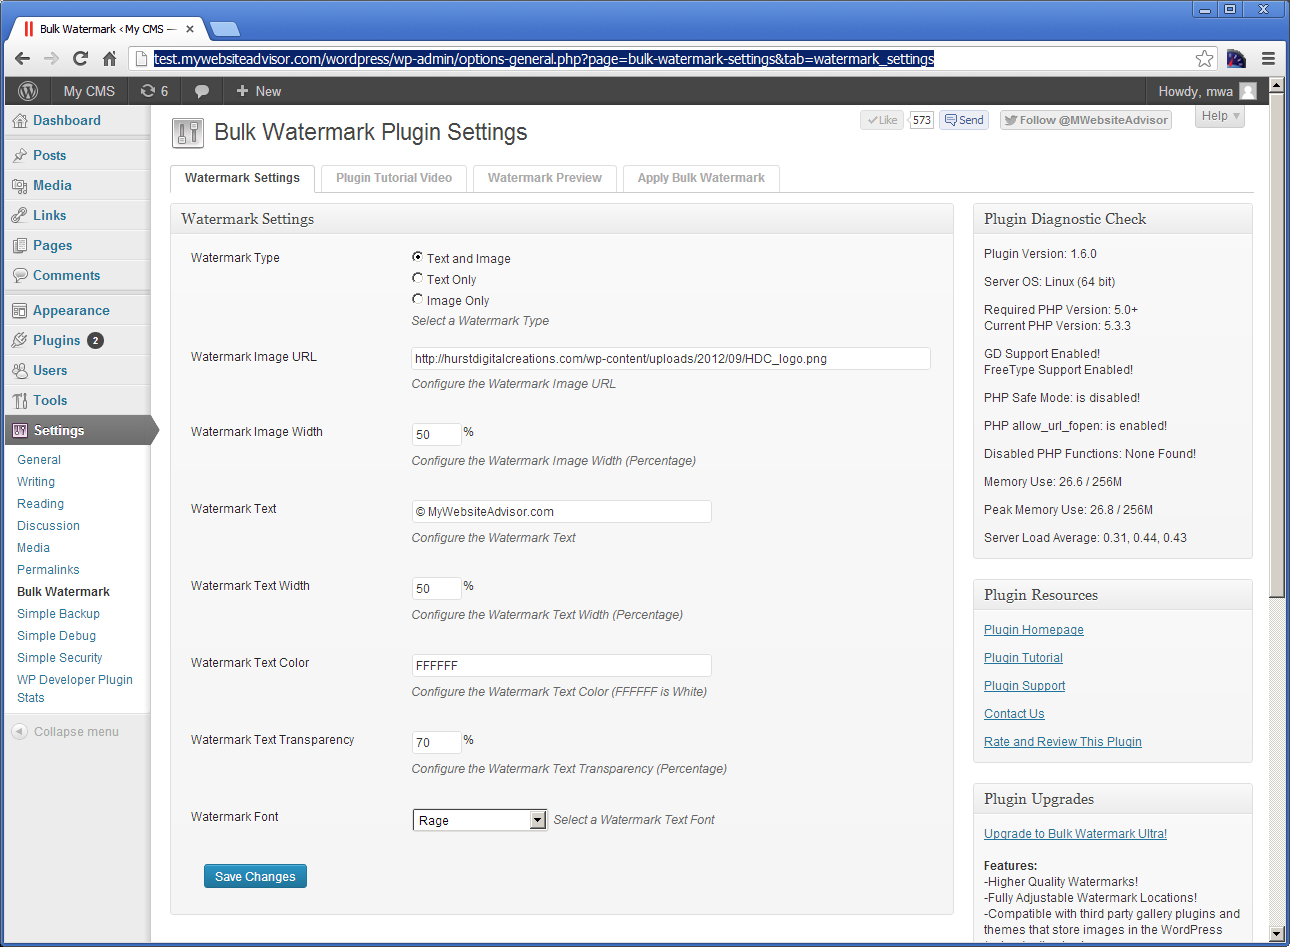 Bulk Watermark ‹ My CMS —
test.mywebsiteadvisor.com/wordpress/wp-admin/options-general.php?page=bulk-watermark-settings&tab=watermark_settings
My CMS
6
+ New
Howdy, mwa
Dashboard
Posts
Media
Links
Pages
Comments
Appearance
Plugins 2
Users
Tools
Settings
General
Writing
Reading
Discussion
Media
Permalinks
Bulk Watermark
Simple Backup
Simple Debug
Simple Security
WP Developer Plugin
Stats
Collapse menu
Bulk Watermark Plugin Settings
Like 573 Send
Follow @MWebsiteAdvisor
Help
Watermark Settings
Plugin Tutorial Video
Watermark Preview
Apply Bulk Watermark
Watermark Settings
Watermark Type
Text and Image
Text Only
Image Only
Select a Watermark Type
Watermark Image URL
http://hurstdigitalcreations.com/wp-content/uploads/2012/09/HDC_logo.png
Configure the Watermark Image URL
Watermark Image Width
50 %
Configure the Watermark Image Width (Percentage)
Watermark Text
© MyWebsiteAdvisor.com
Configure the Watermark Text
Watermark Text Width
50 %
Configure the Watermark Text Width (Percentage)
Watermark Text Color
FFFFFF
Configure the Watermark Text Color (FFFFFF is White)
Watermark Text Transparency
70 %
Configure the Watermark Text Transparency (Percentage)
Watermark Font
Rage
Select a Watermark Text Font
Save Changes
Plugin Diagnostic Check
Plugin Version: 1.6.0
Server OS: Linux (64 bit)
Required PHP Version: 5.0+
Current PHP Version: 5.3.3
GD Support Enabled!
FreeType Support Enabled!
PHP Safe Mode: is disabled!
PHP allow_url_fopen: is enabled!
Disabled PHP Functions: None Found!
Memory Use: 26.6 / 256M
Peak Memory Use: 26.8 / 256M
Server Load Average: 0.31, 0.44, 0.43
Plugin Resources
Plugin Homepage
Plugin Tutorial
Plugin Support
Contact Us
Rate and Review This Plugin
Plugin Upgrades
Upgrade to Bulk Watermark Ultra!
Features:
-Higher Quality Watermarks!
-Fully Adjustable Watermark Locations!
-Compatible with third party gallery plugins and
themes that store images in the WordPress